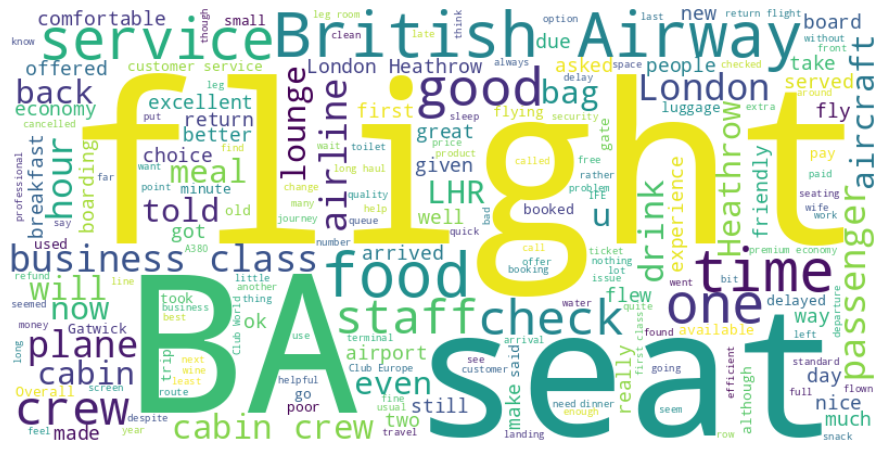 flight
BA
seat
British Airway
service
good
food
staff
time
one
crew
check
business class
cabin crew
London
London Heathrow
Heathrow
LHR
lounge
airline
aircraft
passenger
comfortable
offered
back
economy
hour
breakfast
boarding
customer service
excellent
return
better
choice
meal
minute
told
got
old
used
will
now
plane
cabin
made
Overall
Gatwick
refund
seemed
money
line
screen
long
feel
year
despite
took
business
best
trip
route
next
wine
least
little
another
thing
Club World
use
ok
airport
terminal
helpful
go
poor
fine
usual
travel
two
even
still
arrived
Club Europe
customer
see
said
make
arrival
landing
water
call
offer
booking
flew
ticket
nothing
lot
issue
need
dinner
enough
going
really
quite
although
seem
first class
found
went
available
bit
row
efficient
full
standard
left
way
delayed
day
nice
much
flown
snack
departure
premium economy
wife
work
seating
paid
pay
fly
served
take
board
new
due
asked
people
bag
luggage
gate
extra
around
checked
space
security
delay
always
think
late
clean
leg room
though
small
know
leg
cancelled
put
find
want
point
far
say
professional
A380
journey
many
change
number
help
queue
quality
long haul
wait
toilet
sleep
price
product
first
flying
great
given
well
booked
u
drink
experience
friendly
called
free
rather
problem
IFE
bad
quick
option
last
return flight
without
front